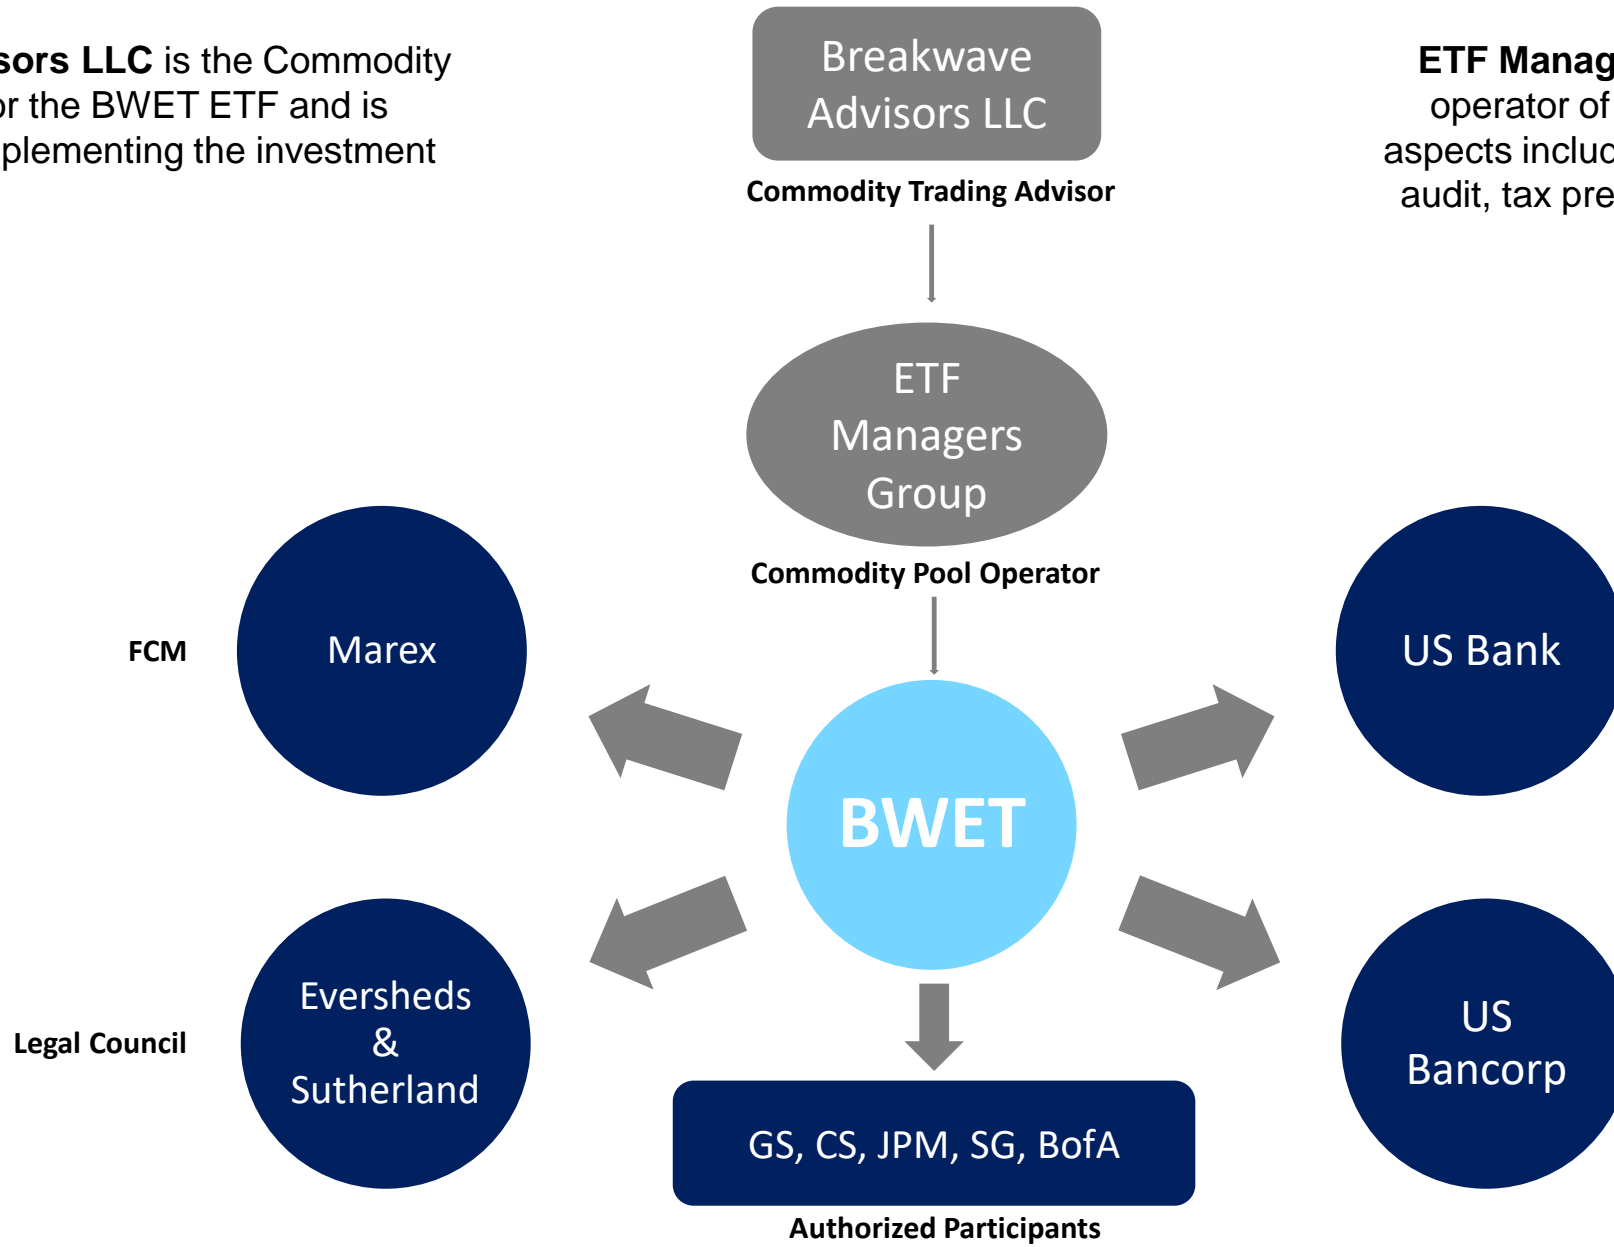 sors LLC is the Commodity
or the BWET ETF and is
plementing the investment
Breakwave
Advisors LLC
Commodity Trading Advisor
ETF Manag
operator of
aspects includ
audit, tax pre
ETF
Managers
Group
Commodity Pool Operator
FCM
Marex
US Bank
BWET
Legal Council
Eversheds
&
Sutherland
US
Bancorp
GS, CS, JPM, SG, BofA
Authorized Participants